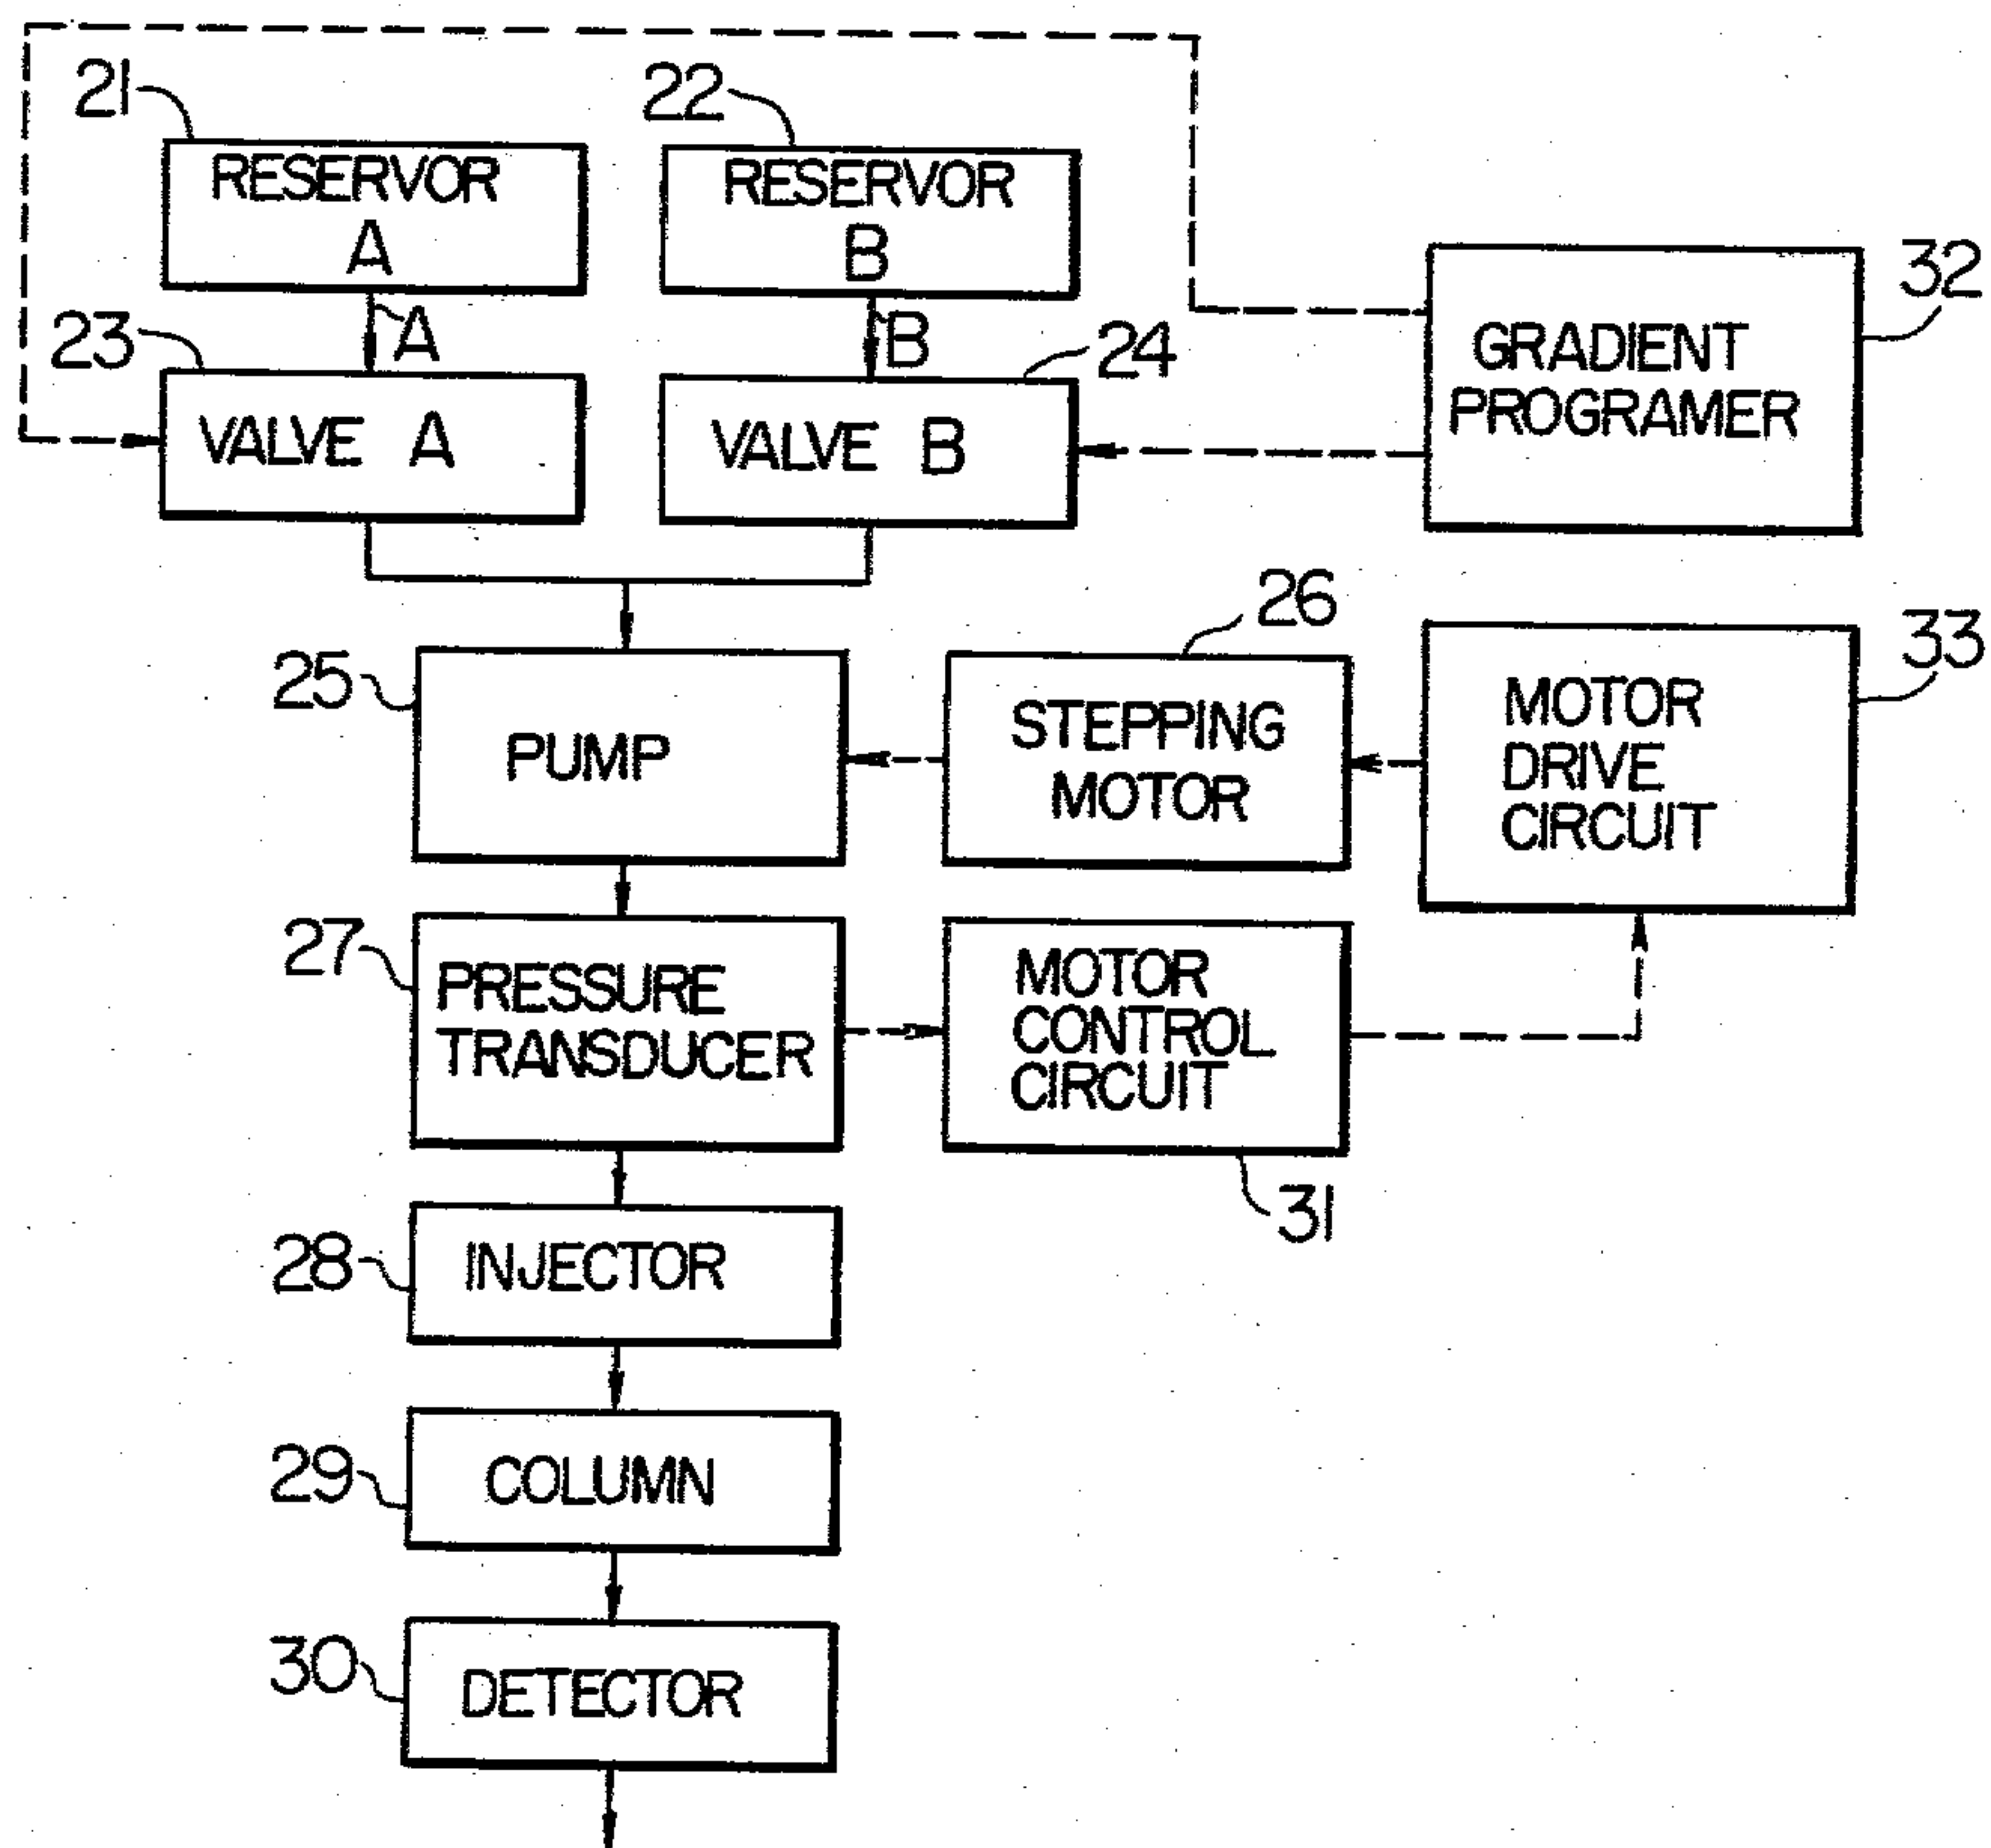 21
22
RESERVOR
A
RESERVOR
B
32
23
A
B
24
GRADIENT
PROGRAMER
VALVE A
VALVE B
26
33
25
PUMP
STEPPING
MOTOR
MOTOR
DRIVE
CIRCUIT
27
PRESSURE
TRANSDUCER
MOTOR
CONTROL
CIRCUIT
31
28
INJECTOR
29
COLUMN
30
DETECTOR